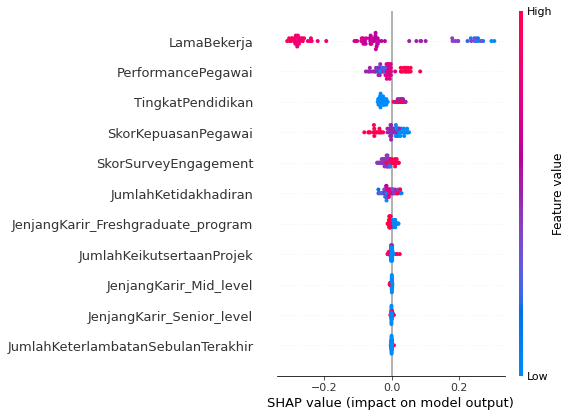 High
LamaBekerja
PerformancePegawai
TingkatPendidikan
SkorKepuasanPegawai
SkorSurveyEngagement
JumlahKetidakhadiran
JenjangKarir_Freshgraduate_program
JumlahKeikutsertaanProjek
JenjangKarir_Mid_level
JenjangKarir_Senior_level
JumlahKeterlambatanSebulanTerakhir
Feature value
Low
−0.2 0.0 0.2
SHAP value (impact on model output)